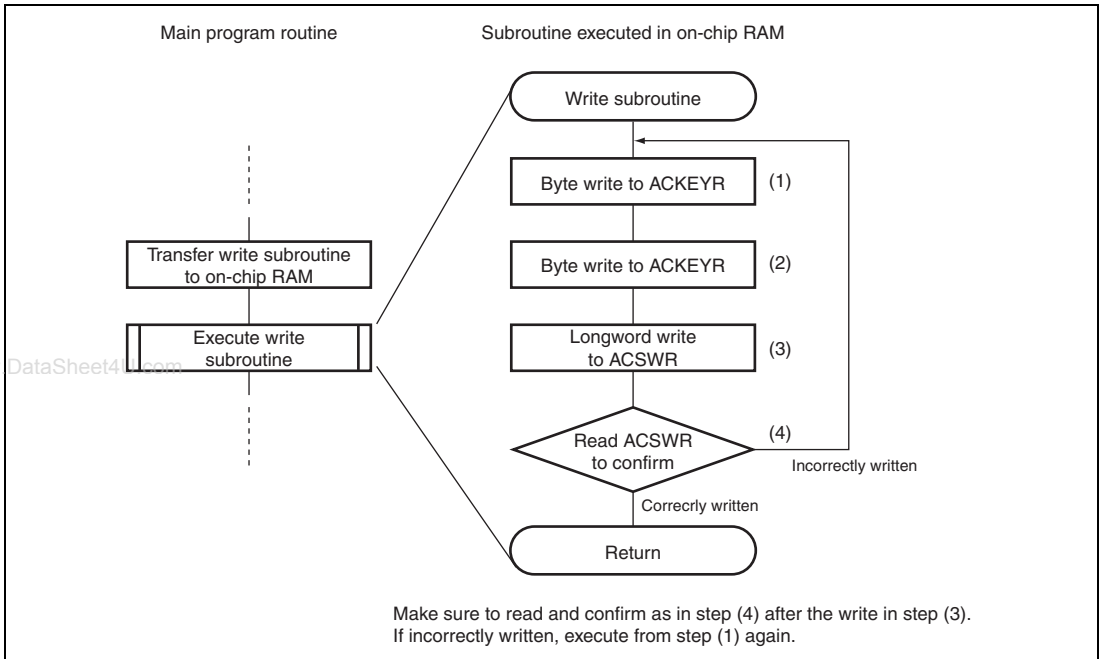 Main program routine
Subroutine executed in on-chip RAM
Write subroutine
Byte write to ACKEYR
(1)
Transfer write subroutine
to on-chip RAM
Byte write to ACKEYR
(2)
Execute write
subroutine
Longword write
to ACSWR
(3)
DataSheet4U.com
Read ACSWR
to confirm
(4)
Incorrectly written
Correcrly written
Return
Make sure to read and confirm as in step (4) after the write in step (3).
If incorrectly written, execute from step (1) again.